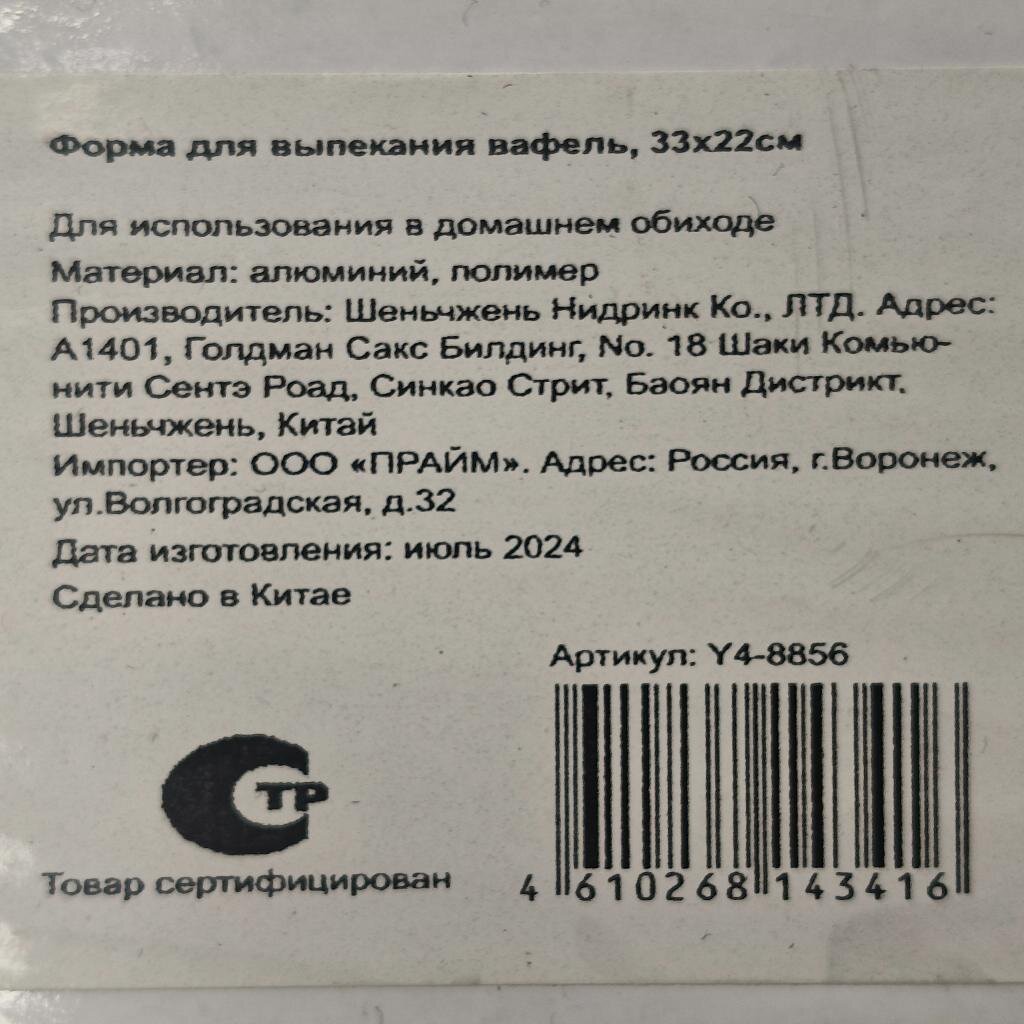 Форма для выпекания вафель, 33х22см
Для использования в домашнем обиходе
Материал: алюминий, полимер
Производитель: Шеньчжень Нидринк Ко., ЛТД. Адрес:
А1401, Голдман Сакс Билдинг, No. 18 Шаки Комью-
нити Сентэ Роад, Синкао Стрит, Баоян Дистрикт.
Шеньчжень, Китай
Импортер: ООО «ПРАЙМ». Адрес: Россия, г.Воронеж,
ул.Волгоградская, д.32
Дата изготовления: июль 2024
Сделано в Китае
Артикул: Y4-8856
ТР
Товар сертифицирован
4 610268 143416